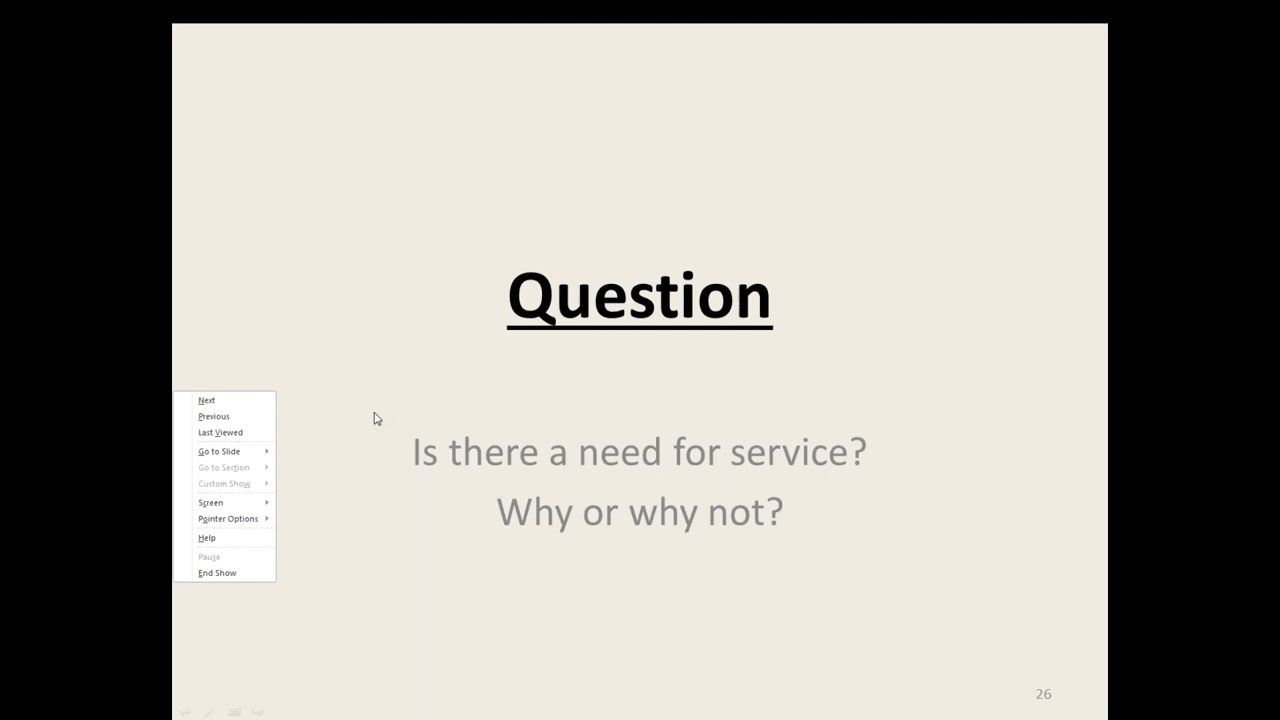 Question
Next
Previous
Last Viewed
Go to Slide
Go to Section
Custom Show
Screen
Pointer Options
Help
Pause
End Show
Is there a need for service?
Why or why not?
26